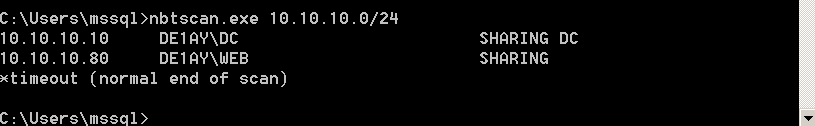 C:\Users\mssql>nbtscan.exe 10.10.10.0/24
10.10.10.10 DE1AY\DC SHARING DC
10.10.10.80 DE1AY\WEB SHARING
*timeout (normal end of scan)
C:\Users\mssql>